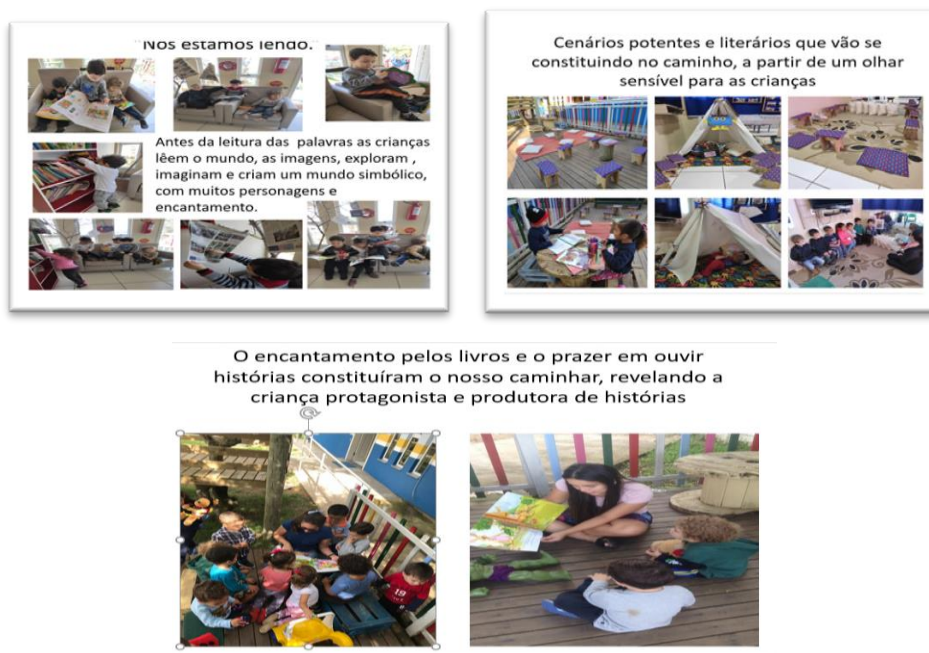 "Nós estamos lendo."
Antes da leitura das palavras as crianças
lêem o mundo, as imagens, exploram ,
imaginam e criam um mundo simbólico,
com muitos personagens e
encantamento.
Cenários potentes e literários que vão se
constituindo no caminho, a partir de um olhar
sensível para as crianças
O encantamento pelos livros e o prazer em ouvir
histórias constituíram o nosso caminhar, revelando a
criança protagonista e produtora de histórias
19